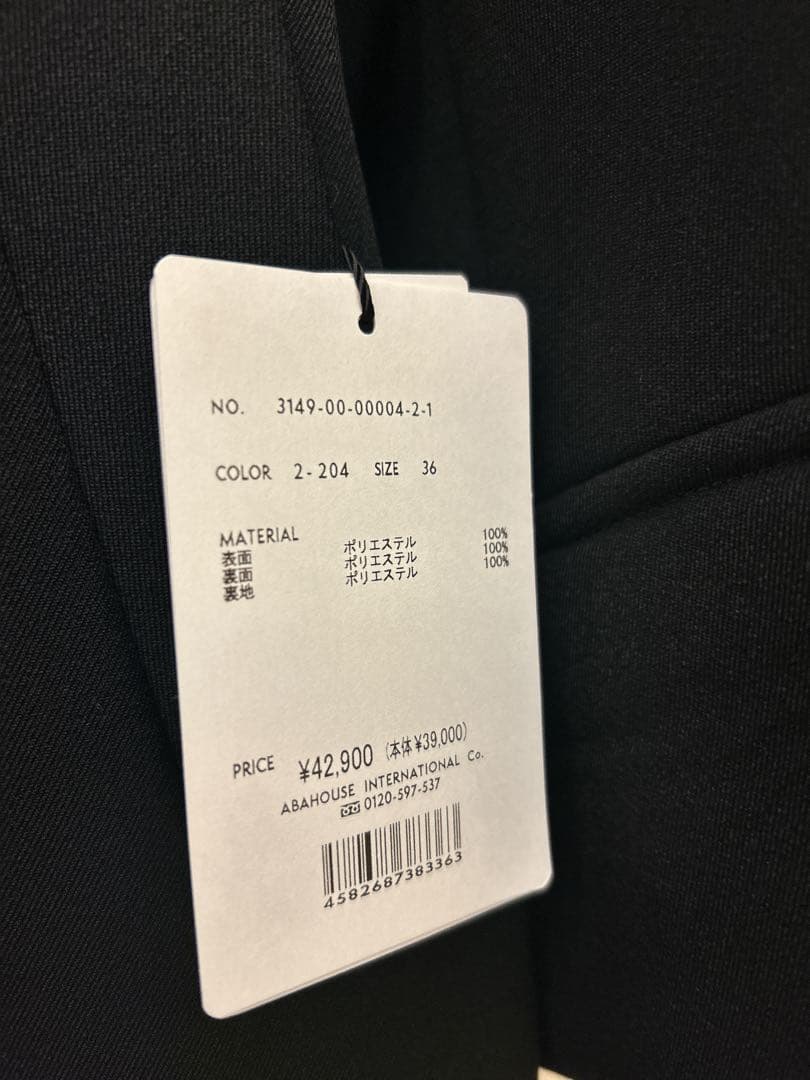 NO. 3149-00-00004-2-1
COLOR 2-204 SIZE 36
MATERIAL
表面 ポリエステル 100%
裏面 ポリエステル 100%
裏地 ポリエステル 100%
PRICE ¥42,900 (本体¥39,000)
ABAHOUSE INTERNATIONAL Co.
0120-597-537
4582687383363